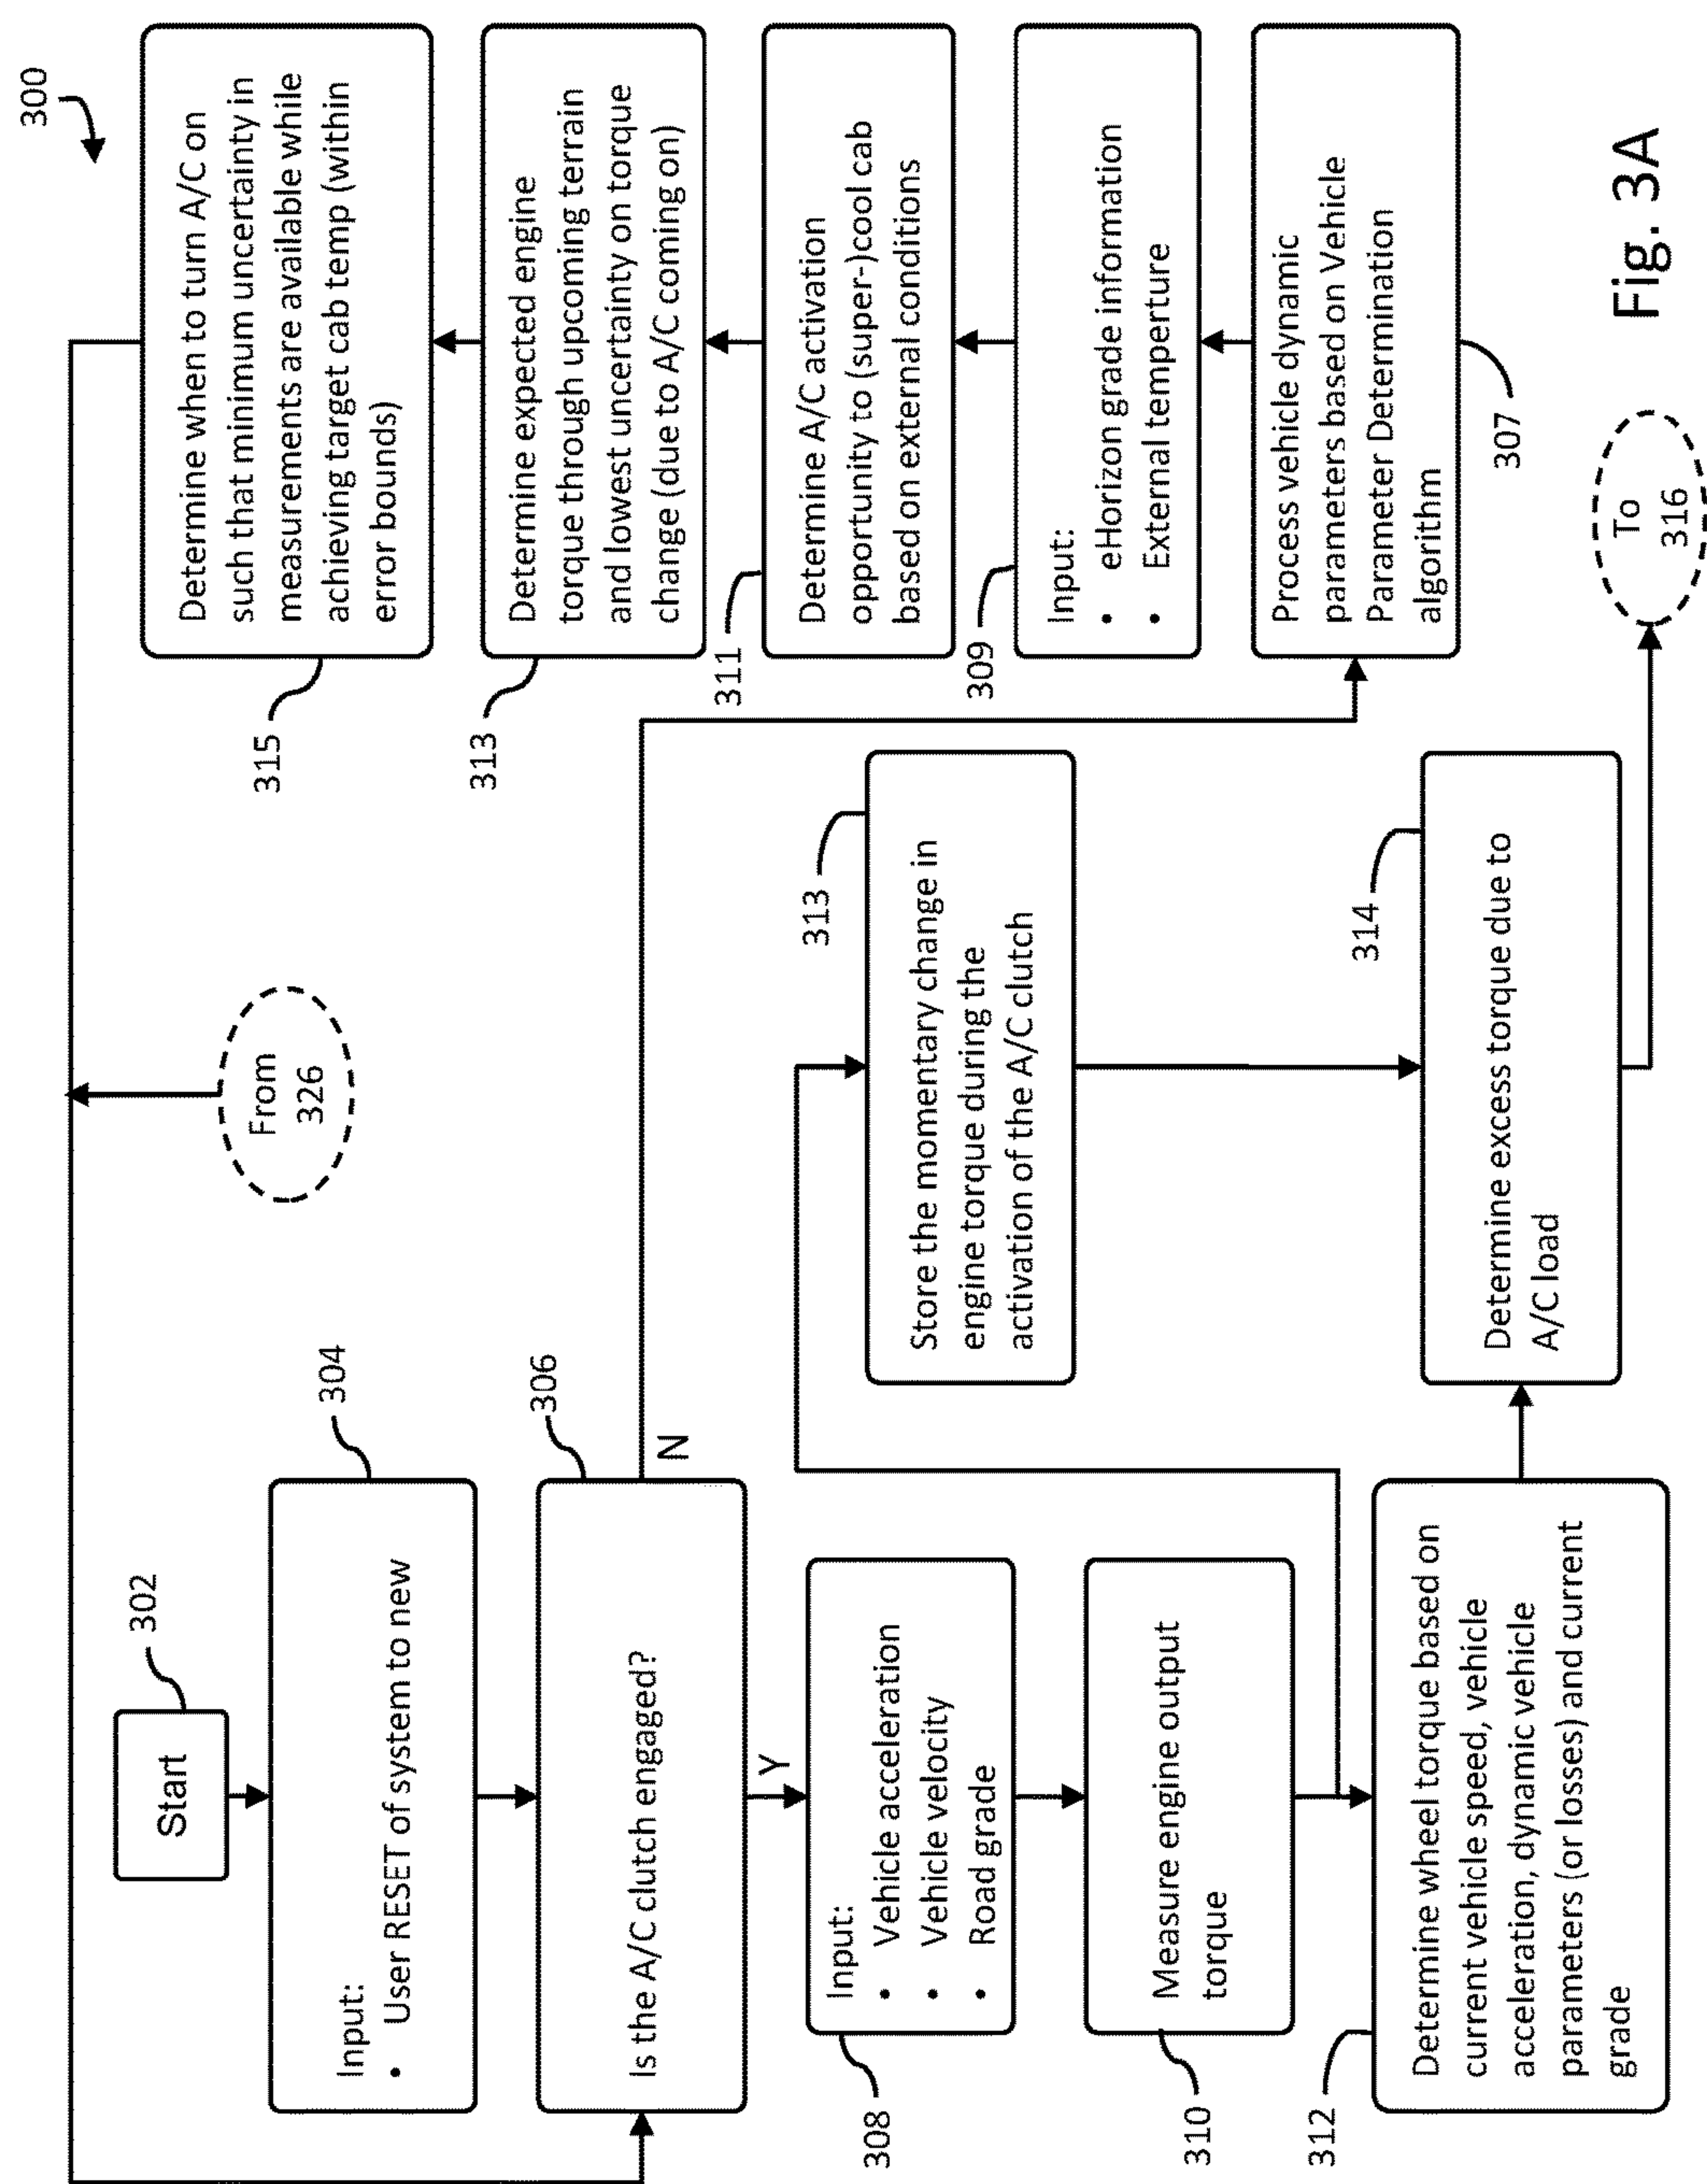 300
Start
302
Input:
• User RESET of system to new
304
Is the A/C clutch engaged?
306
N
Y
Input:
• Vehicle acceleration
• Vehicle velocity
• Road grade
308
Measure engine output
torque
310
Determine wheel torque based on
current vehicle speed, vehicle
acceleration, dynamic vehicle
parameters (or losses) and current
grade
312
From
326
Store the momentary change in
engine torque during the
activation of the A/C clutch
313
Determine excess torque due to
A/C load
314
Determine when to turn A/C on
such that minimum uncertainty in
measurements are available while
achieving target cab temp (within
error bounds)
315
Determine expected engine
torque through upcoming terrain
and lowest uncertainty on torque
change (due to A/C coming on)
313
Determine A/C activation
opportunity to (super-)cool cab
based on external conditions
311
Input:
• eHorizon grade information
• External temperature
309
Process vehicle dynamic
parameters based on Vehicle
Parameter Determination
algorithm
307
To
316
Fig. 3A